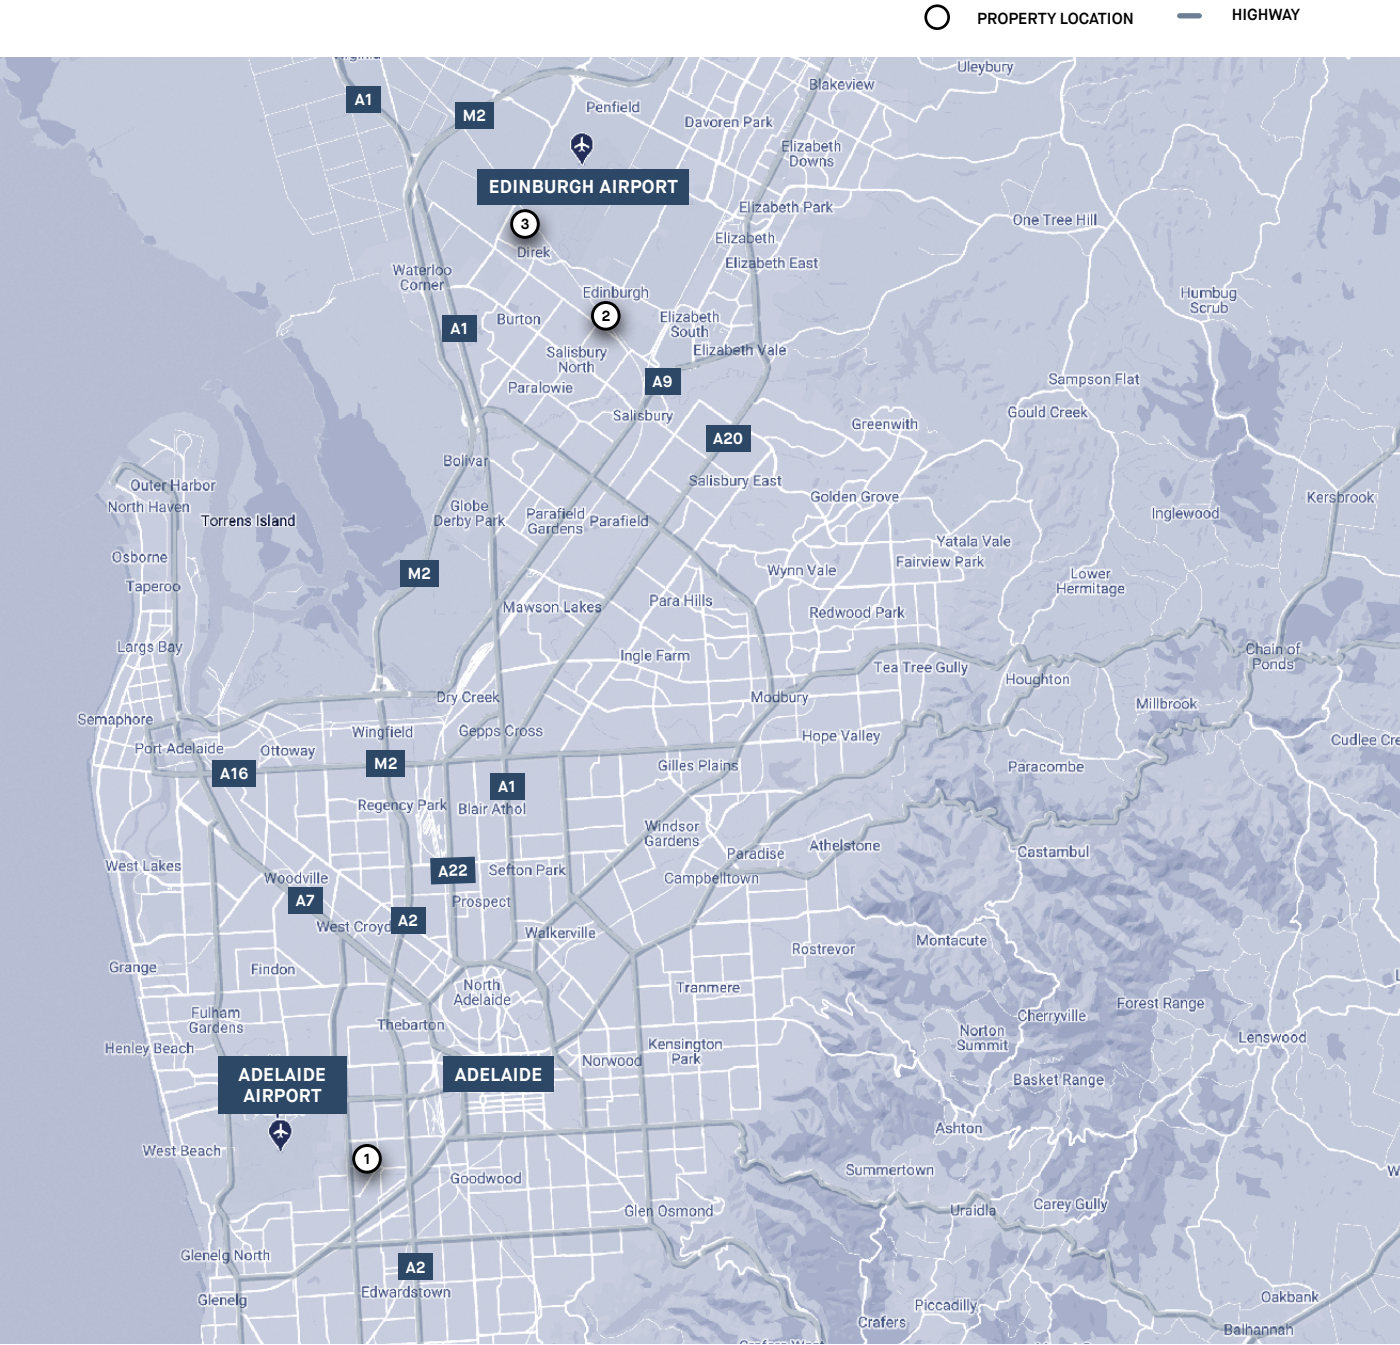 PROPERTY LOCATION
HIGHWAY
Virginia
Uleybury
Blakeview
A1
M2
Penfield
Davoren Park
Elizabeth
Downs
EDINBURGH AIRPORT
Elizabeth Park
One Tree Hill
3
Direk
Elizabeth
Elizabeth East
Waterloo
Corner
Edinburgh
Humbug
Scrub
2
Burton
A1
Elizabeth
South
Elizabeth Vale
Salisbury
North
Paralowie
A9
Sampson Flat
Gould Creek
Salisbury
Greenwith
A20
Bolivar
Salisbury East
Outer Harbor
North Haven
Golden Grove
Kersbrook
Torrens Island
Globe
Derby Park
Parafield
Gardens
Parafield
Inglewood
Osborne
Yatala Vale
Fairview Park
M2
Wynn Vale
Taperoo
Lower
Hermitage
Mawson Lakes
Para Hills
Redwood Park
Largs Bay
Ingle Farm
Tea Tree Gully
Chain of
Ponds
Houghton
Dry Creek
Modbury
Millbrook
Semaphore
Wingfield
Gepps Cross
Hope Valley
Cudlee Cre
Port Adelaide
Ottoway
A16
M2
Gilles Plains
Paracombe
A1
Regency Park
Blair Athol
Windsor
Gardens
Paradise
Athelstone
Castambul
West Lakes
Woodville
A22
Sefton Park
Campbelltown
A7
Prospect
West Croyd
A2
Walkerville
Rostrevor
Montacute
Grange
Findon
North
Adelaide
Tranmere
Forest Range
Fulham
Gardens
Thebarton
Cherryville
Norton
Summit
Lenswood
Henley Beach
Kensington
Park
Norwood
ADELAIDE
AIRPORT
ADELAIDE
Basket Range
Ashton
West Beach
1
Goodwood
Summertown
Glen Osmond
Uraidla
Carey Gully
Glenelg North
A2
Edwardstown
Glenelg
Piccadilly
Oakbank
Crafers
Balhannah
Crafers West